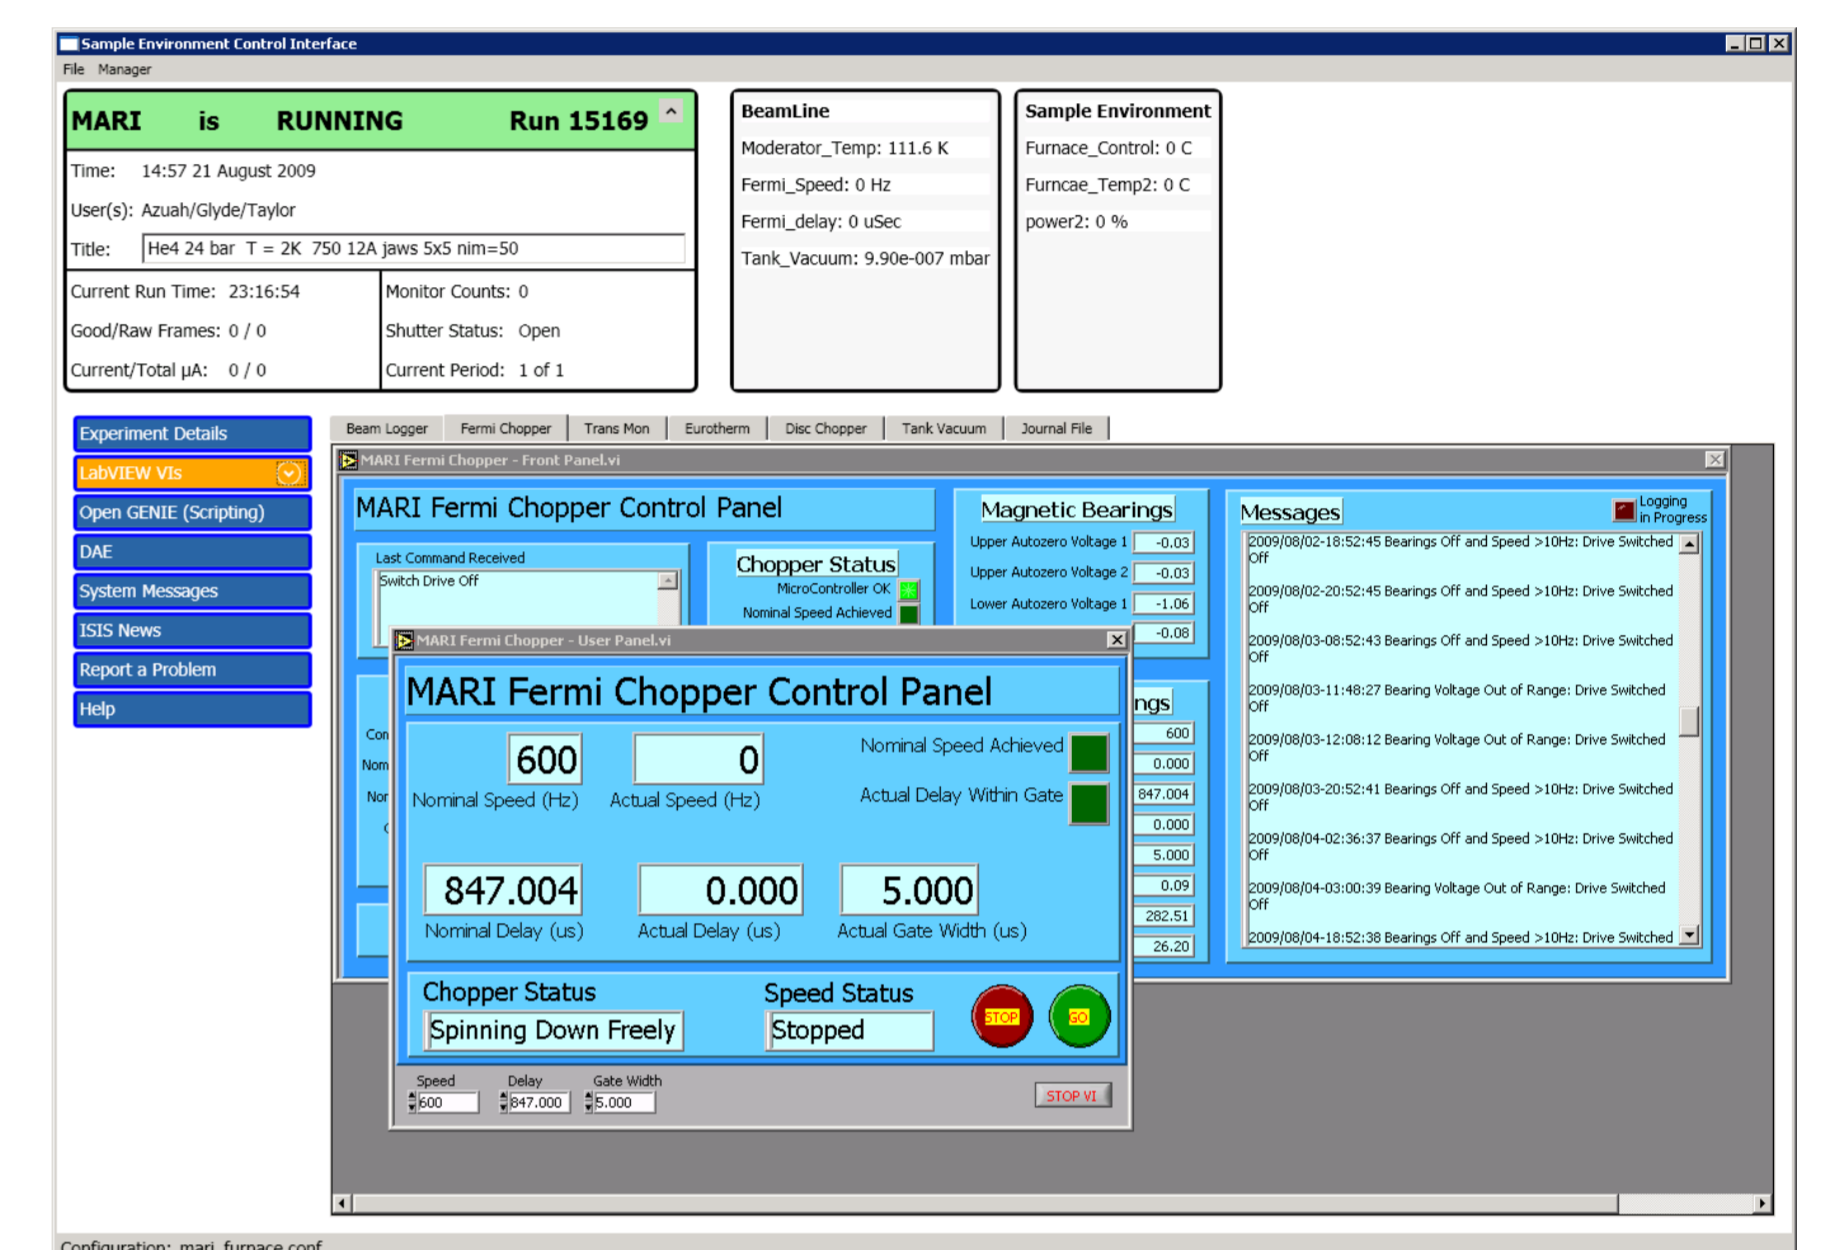 Sample Environment Control Interface
File Manager
MARI is RUNNING Run 15169
Time: 14:57 21 August 2009
User(s): Azuah/Glyde/Taylor
Title: He4 24 bar T = 2K 750 12A jaws 5x5 nim=50
Current Run Time: 23:16:54
Monitor Counts: 0
Good/Raw Frames: 0 / 0
Shutter Status: Open
Current/Total µA: 0 / 0
Current Period: 1 of 1
BeamLine
Moderator_Temp: 111.6 K
Fermi_Speed: 0 Hz
Fermi_delay: 0 uSec
Tank_Vacuum: 9.90e-007 mbar
Sample Environment
Furnace_Control: 0 C
Furncae_Temp2: 0 C
power2: 0 %
Experiment Details
LabVIEW VIs
Open GENIE (Scripting)
DAE
System Messages
ISIS News
Report a Problem
Help
Beam Logger Fermi Chopper Trans Mon Eurotherm Disc Chopper Tank Vacuum Journal File
MARI Fermi Chopper - Front Panel.vi
MARI Fermi Chopper Control Panel
Last Command Received
Switch Drive Off
Chopper Status
MicroController OK
Nominal Speed Achieved
Magnetic Bearings
Upper Autozero Voltage 1 -0.03
Upper Autozero Voltage 2 -0.03
Lower Autozero Voltage 1 -1.06
-0.08
ngs
Con
600
Nom
0.000
Nor
847.004
0.000
5.000
0.09
282.51
26.20
Messages
Logging
in Progress
2009/08/02-18:52:45 Bearings Off and Speed >10Hz: Drive Switched
Off
2009/08/02-20:52:45 Bearings Off and Speed >10Hz: Drive Switched
Off
2009/08/03-08:52:43 Bearings Off and Speed >10Hz: Drive Switched
Off
2009/08/03-11:48:27 Bearing Voltage Out of Range: Drive Switched
Off
2009/08/03-12:08:12 Bearing Voltage Out of Range: Drive Switched
Off
2009/08/03-20:52:41 Bearings Off and Speed >10Hz: Drive Switched
Off
2009/08/04-02:36:37 Bearings Off and Speed >10Hz: Drive Switched
Off
2009/08/04-03:00:39 Bearing Voltage Out of Range: Drive Switched
Off
2009/08/04-18:52:38 Bearings Off and Speed >10Hz: Drive Switched
MARI Fermi Chopper - User Panel.vi
MARI Fermi Chopper Control Panel
600
0
Nominal Speed (Hz)
Actual Speed (Hz)
Nominal Speed Achieved
Actual Delay Within Gate
847.004
0.000
5.000
Nominal Delay (us)
Actual Delay (us)
Actual Gate Width (us)
Chopper Status
Speed Status
Spinning Down Freely
Stopped
STOP
GO
Speed Delay Gate Width
600 847.000 5.000
STOP VI
Configuration: mari_furnace.conf